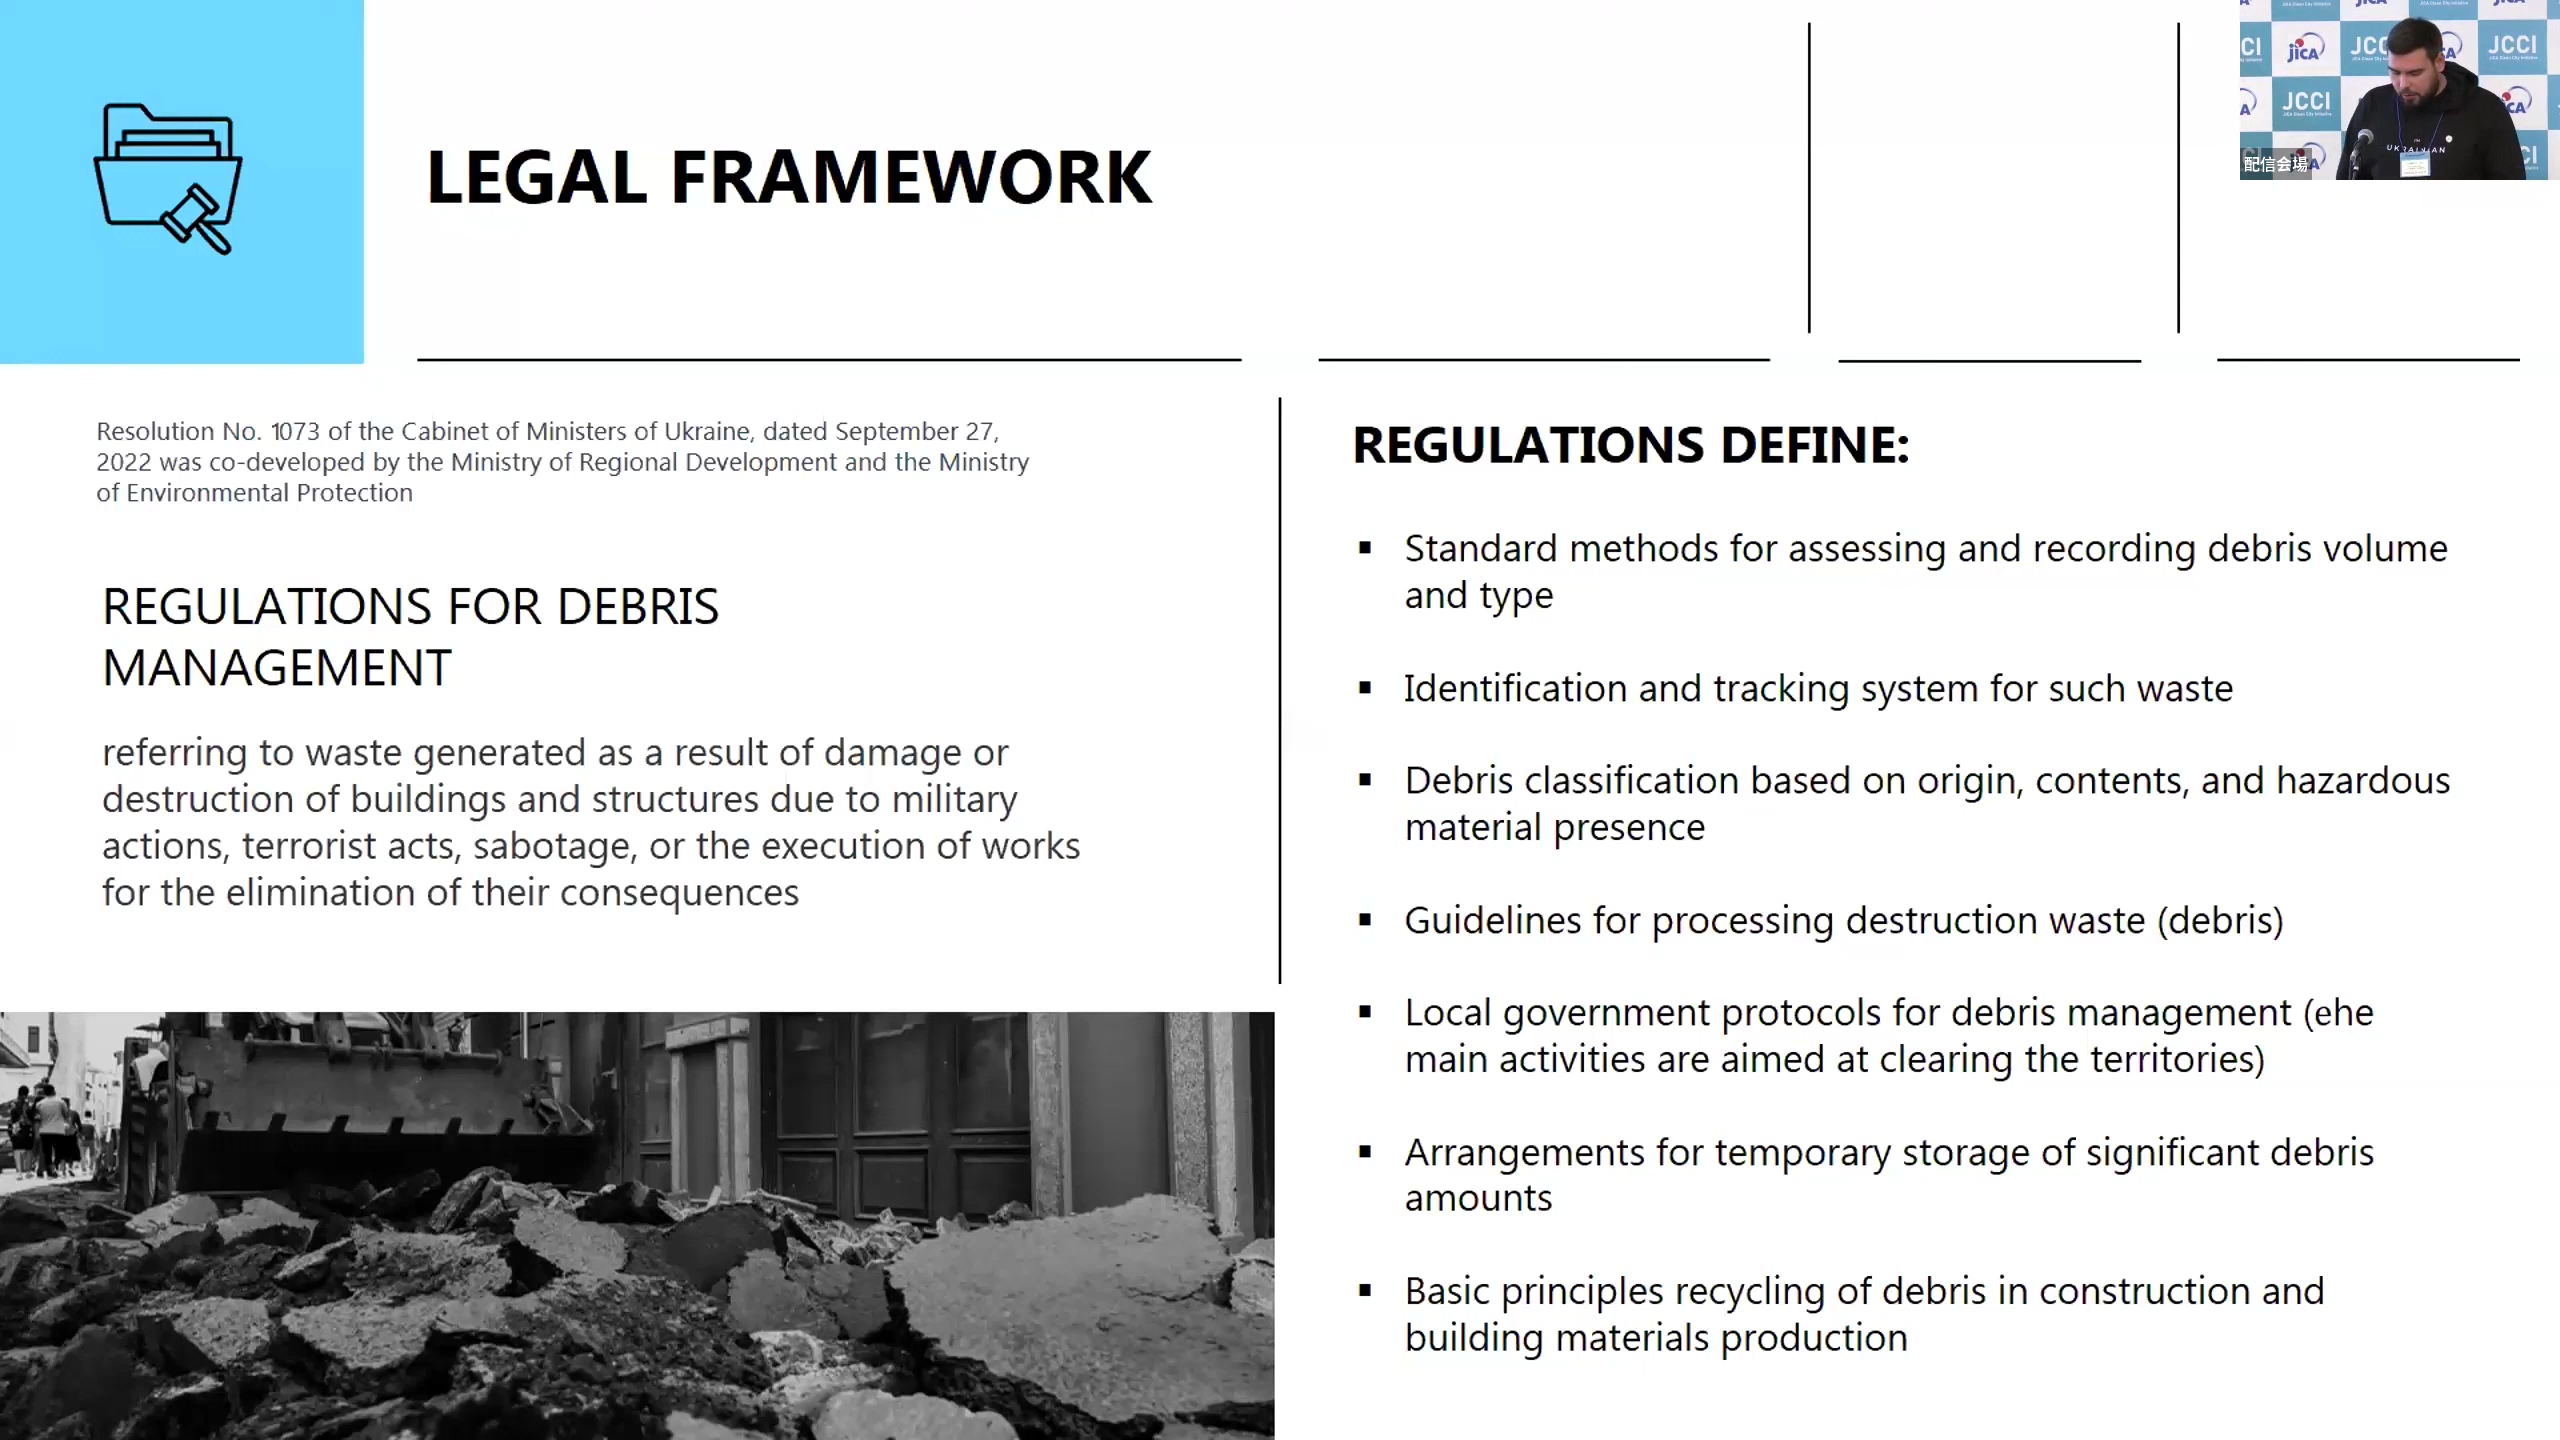 LEGAL FRAMEWORK
Resolution No. 1073 of the Cabinet of Ministers of Ukraine, dated September 27,
2022 was co-developed by the Ministry of Regional Development and the Ministry
of Environmental Protection
REGULATIONS FOR DEBRIS
MANAGEMENT
referring to waste generated as a result of damage or
destruction of buildings and structures due to military
actions, terrorist acts, sabotage, or the execution of works
for the elimination of their consequences
REGULATIONS DEFINE:
▪ Standard methods for assessing and recording debris volume
and type
▪ Identification and tracking system for such waste
▪ Debris classification based on origin, contents, and hazardous
material presence
▪ Guidelines for processing destruction waste (debris)
▪ Local government protocols for debris management (ehe
main activities are aimed at clearing the territories)
▪ Arrangements for temporary storage of significant debris
amounts
▪ Basic principles recycling of debris in construction and
building materials production
jICA
JCCI
JCCI
UKRAINIAN
配信会場